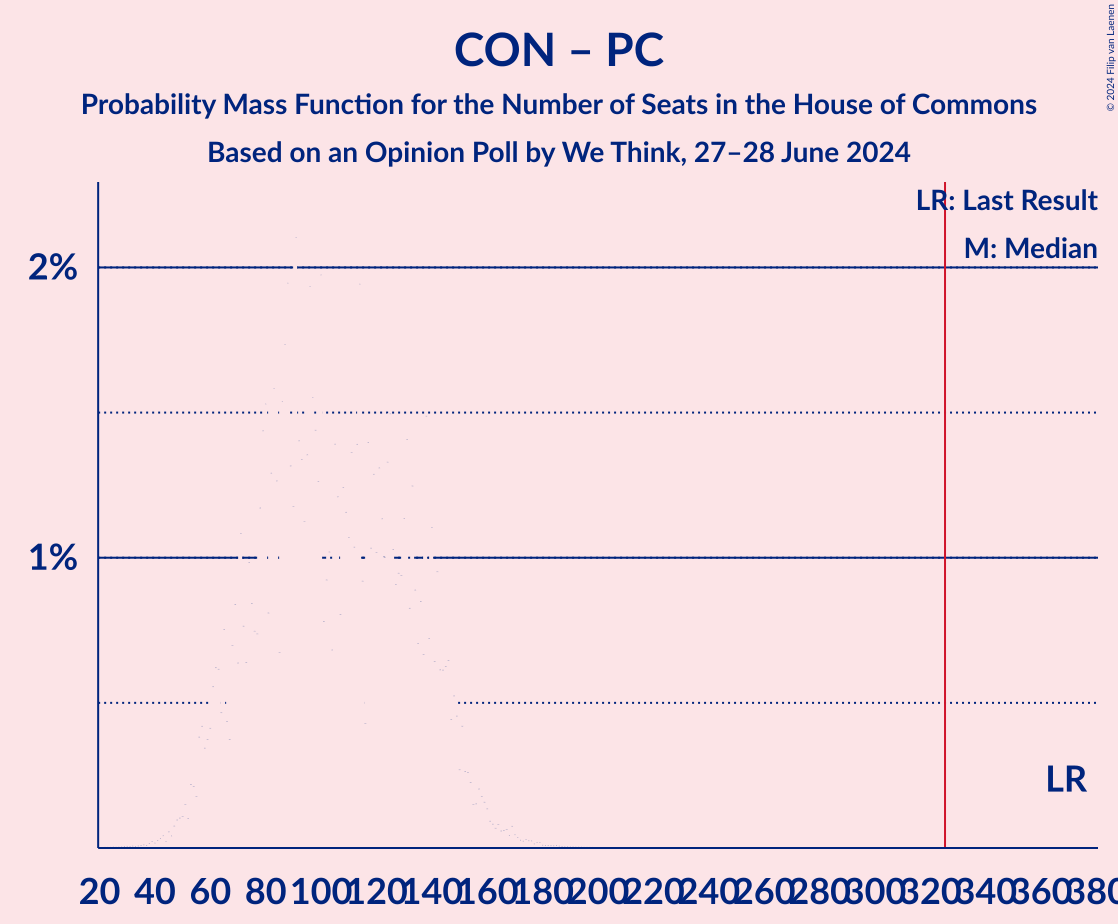 CON – PC
Probability Mass Function for the Number of Seats in the House of Commons
Based on an Opinion Poll by We Think, 27–28 June 2024
© 2024 Filip van Laenen
LR: Last Result
M: Median
2%
1%
LR
20 40 60 80 100 120 140 160 180 200 220 240 260 280 300 320 340 360 380